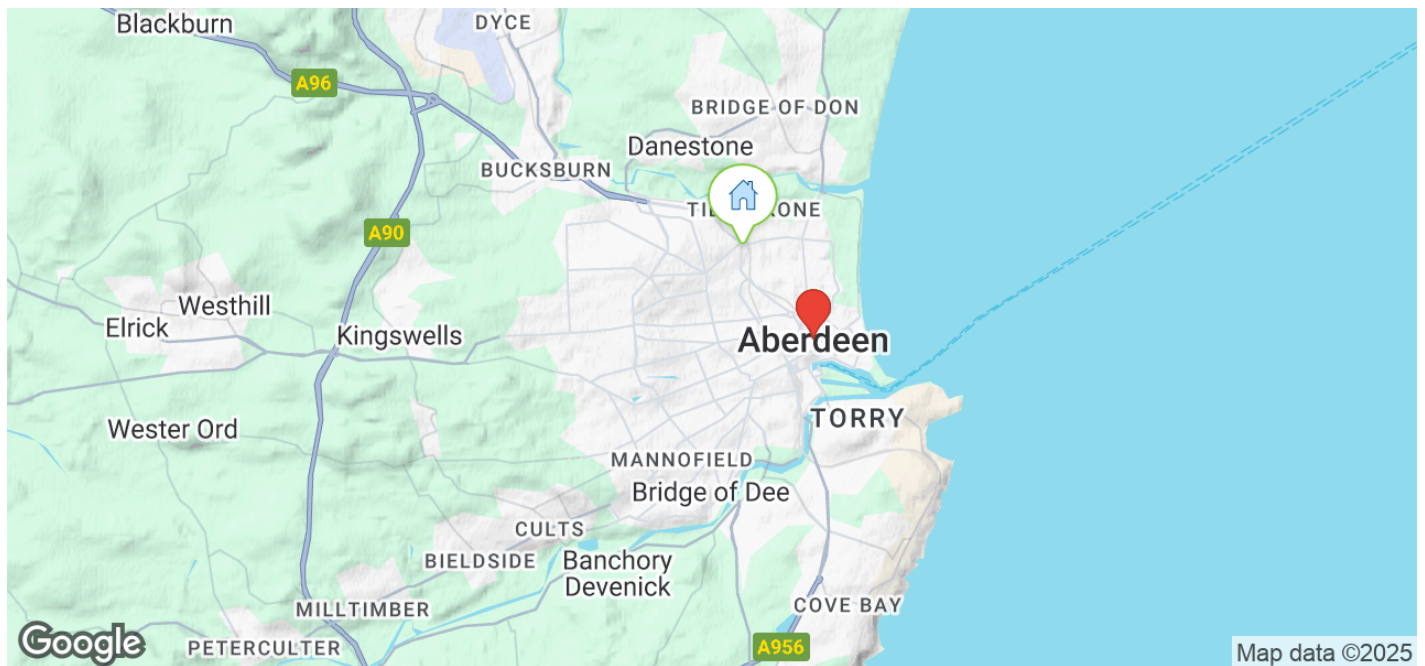 Blackburn
DYCE
A96
BRIDGE OF DON
Danestone
BUCKSBURN
A90
Westhill
Elrick
Kingswells
Aberdeen
TORRY
Wester Ord
MANNOFIELD
Bridge of Dee
CULTS
BIELDSIDE
Banchory
Devenick
MILLTIMBER
COVE BAY
PETERCULTER
A956
Google
Map data ©2025